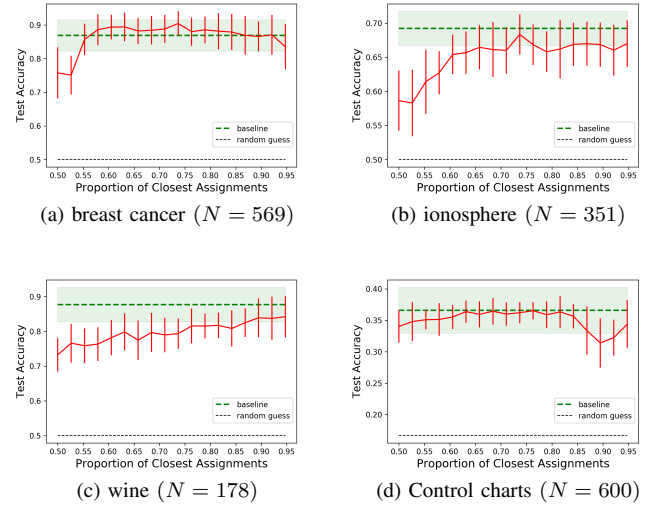 Test Accuracy
0.9
0.8
0.7
0.6
0.5
baseline
random guess
0.50 0.55 0.60 0.65 0.70 0.75 0.80 0.85 0.90 0.95
Proportion of Closest Assignments
(a) breast cancer (N = 569)
Test Accuracy
0.70
0.65
0.60
0.55
0.50
baseline
random guess
0.50 0.55 0.60 0.65 0.70 0.75 0.80 0.85 0.90 0.95
Proportion of Closest Assignments
(b) ionosphere (N = 351)
Test Accuracy
0.9
0.8
0.7
0.6
0.5
baseline
random guess
0.50 0.55 0.60 0.65 0.70 0.75 0.80 0.85 0.90 0.95
Proportion of Closest Assignments
(c) wine (N = 178)
Test Accuracy
0.40
0.35
0.30
0.25
0.20
baseline
random guess
0.50 0.55 0.60 0.65 0.70 0.75 0.80 0.85 0.90 0.95
Proportion of Closest Assignments
(d) Control charts (N = 600)